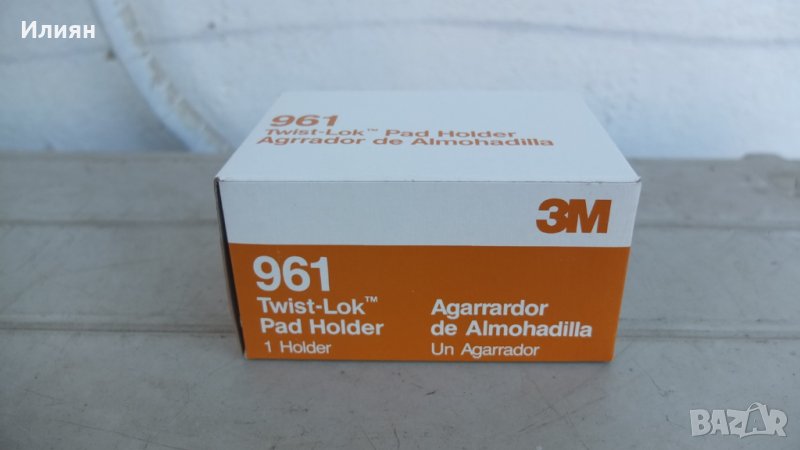 Илиян
961
Twist-Lok™ Pad Holder
Agrrador de Almohadilla
3M
961
Twist-Lok™
Pad Holder
1 Holder
Agarrardor
de Almohadilla
Un Agarrador
BAZAR